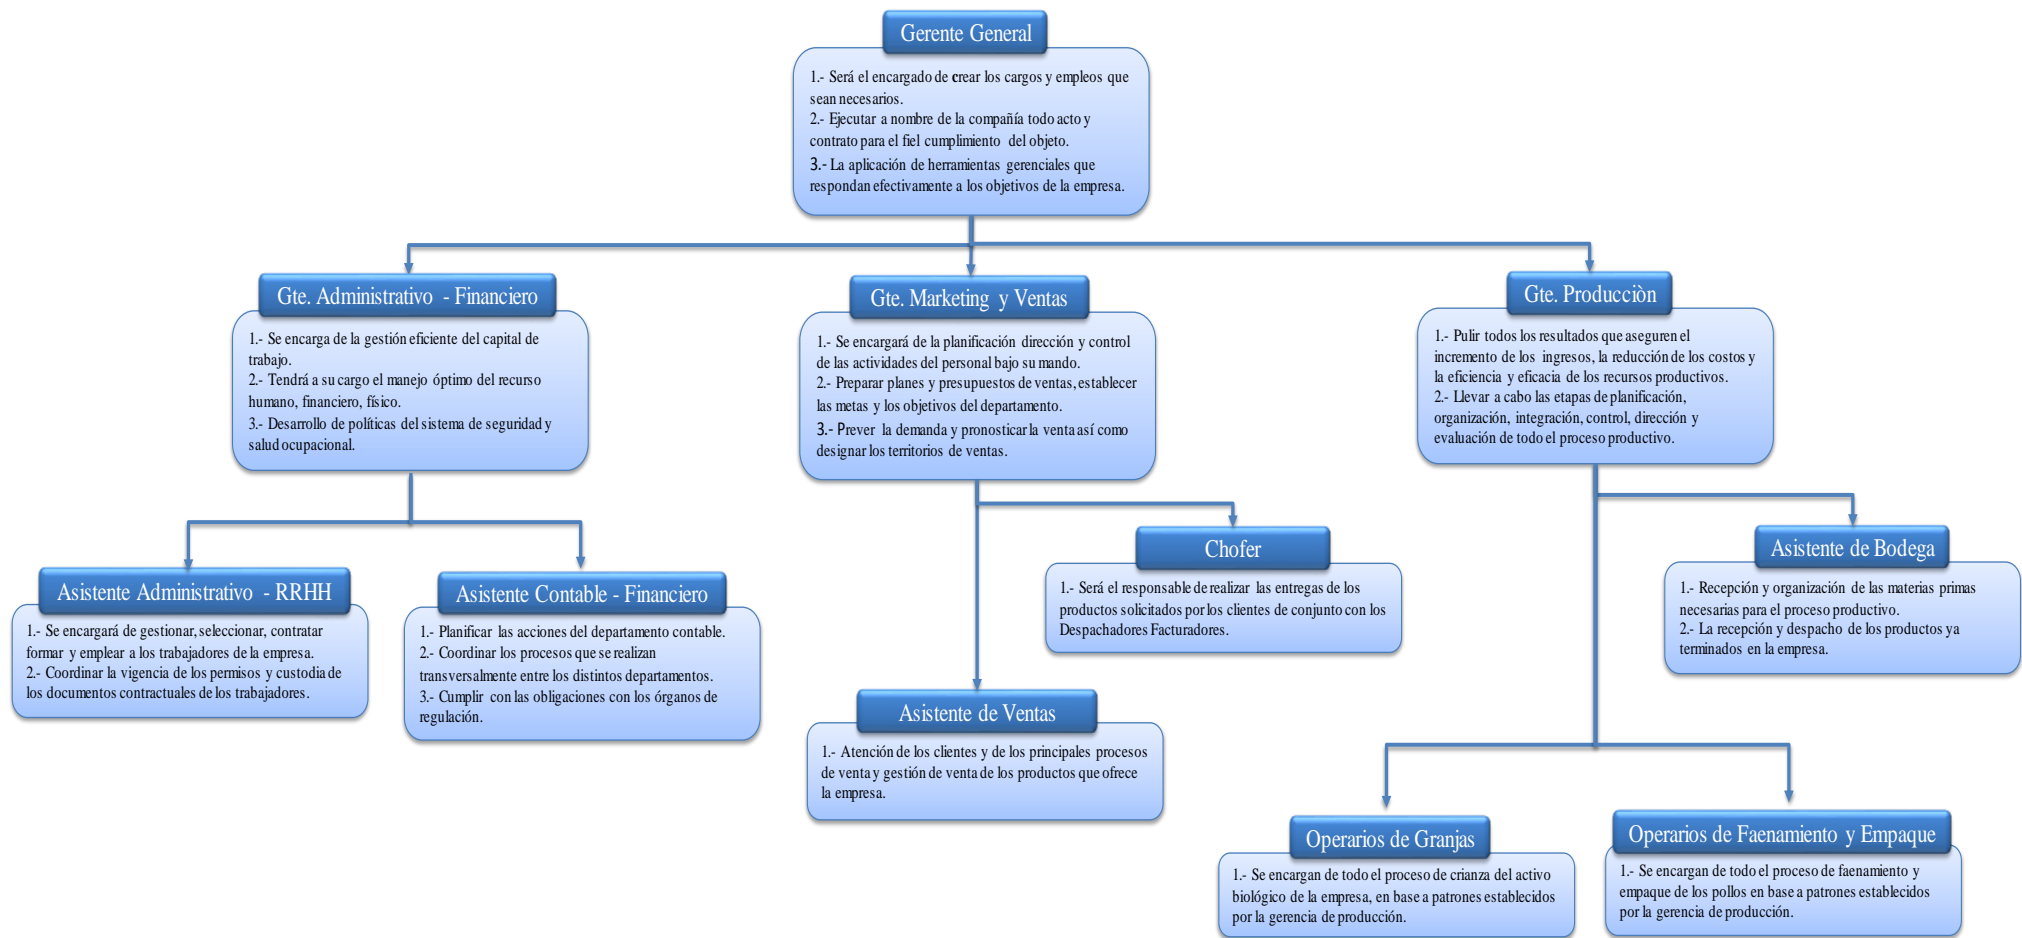 Gerente General
1.- Será el encargado de crear los cargos y empleos que
sean necesarios.
2.- Ejecutar a nombre de la compañía todo acto y
contrato para el fiel cumplimiento del objeto.
3.- La aplicación de herramientas gerenciales que
respondan efectivamente a los objetivos de la empresa.
Gte. Administrativo - Financiero
1.- Se encarga de la gestión eficiente del capital de
trabajo.
2.- Tendrá a su cargo el manejo óptimo del recurso
humano, financiero, físico.
3.- Desarrollo de políticas del sistema de seguridad y
salud ocupacional.
Gte. Marketing y Ventas
1.- Se encargará de la planificación dirección y control
de las actividades del personal bajo su mando.
2.- Preparar planes y presupuestos de ventas, establecer
las metas y los objetivos del departamento.
3.- Prever la demanda y pronosticar la venta así como
designar los territorios de ventas.
Gte. Producciòn
1.- Pulir todos los resultados que aseguren el
incremento de los ingresos, la reducción de los costos y
la eficiencia y eficacia de los recursos productivos.
2.- Llevar a cabo las etapas de planificación,
organización, integración, control, dirección y
evaluación de todo el proceso productivo.
Asistente Administrativo - RRHH
1.- Se encargará de gestionar, seleccionar, contratar
formar y emplear a los trabajadores de la empresa.
2.- Coordinar la vigencia de los permisos y custodia de
los documentos contractuales de los trabajadores.
Asistente Contable - Financiero
1.- Planificar las acciones del departamento contable.
2.- Coordinar los procesos que se realizan
transversalmente entre los distintos departamentos.
3.- Cumplir con las obligaciones con los órganos de
regulación.
Chofer
1.- Será el responsable de realizar las entregas de los
productos solicitados por los clientes de conjunto con los
Despachadores Facturadores.
Asistente de Ventas
1.- Atención de los clientes y de los principales procesos
de venta y gestión de venta de los productos que ofrece
la empresa.
Asistente de Bodega
1.- Recepción y organización de las materias primas
necesarias para el proceso productivo.
2.- La recepción y despacho de los productos ya
terminados en la empresa.
Operarios de Granjas
1.- Se encargan de todo el proceso de crianza del activo
biológico de la empresa, en base a patrones establecidos
por la gerencia de producción.
Operarios de Faenamiento y Empaque
1.- Se encargan de todo el proceso de faenamiento y
empaque de los pollos en base a patrones establecidos
por la gerencia de producción.